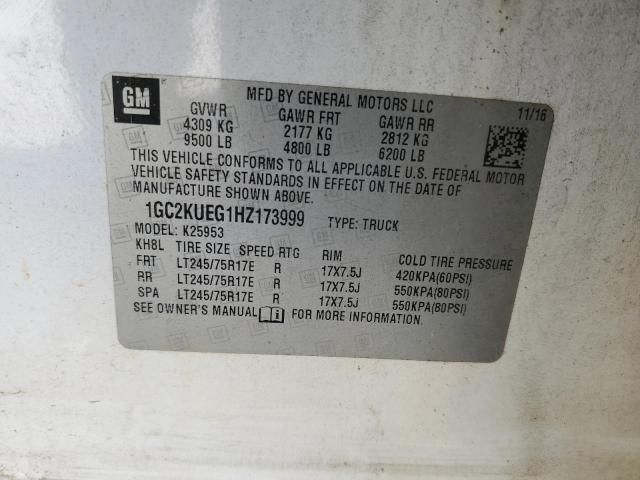 GM
MFD BY GENERAL MOTORS LLC 11/16
GVWR GAWR FRT GAWR RR
4309 KG 2177 KG 2812 KG
9500 LB 4800 LB 6200 LB
THIS VEHICLE CONFORMS TO ALL APPLICABLE U.S. FEDERAL MOTOR
VEHICLE SAFETY STANDARDS IN EFFECT ON THE DATE OF
MANUFACTURE SHOWN ABOVE.
1GC2KUEG1HZ173999 TYPE: TRUCK
MODEL: K25953
KH8L TIRE SIZE SPEED RTG RIM COLD TIRE PRESSURE
FRT LT245/75R17E R 17X7.5J 420KPA(60PSI)
RR LT245/75R17E R 17X7.5J 550KPA(80PSI)
SPA LT245/75R17E R 17X7.5J 550KPA(80PSI)
SEE OWNER'S MANUAL FOR MORE INFORMATION.